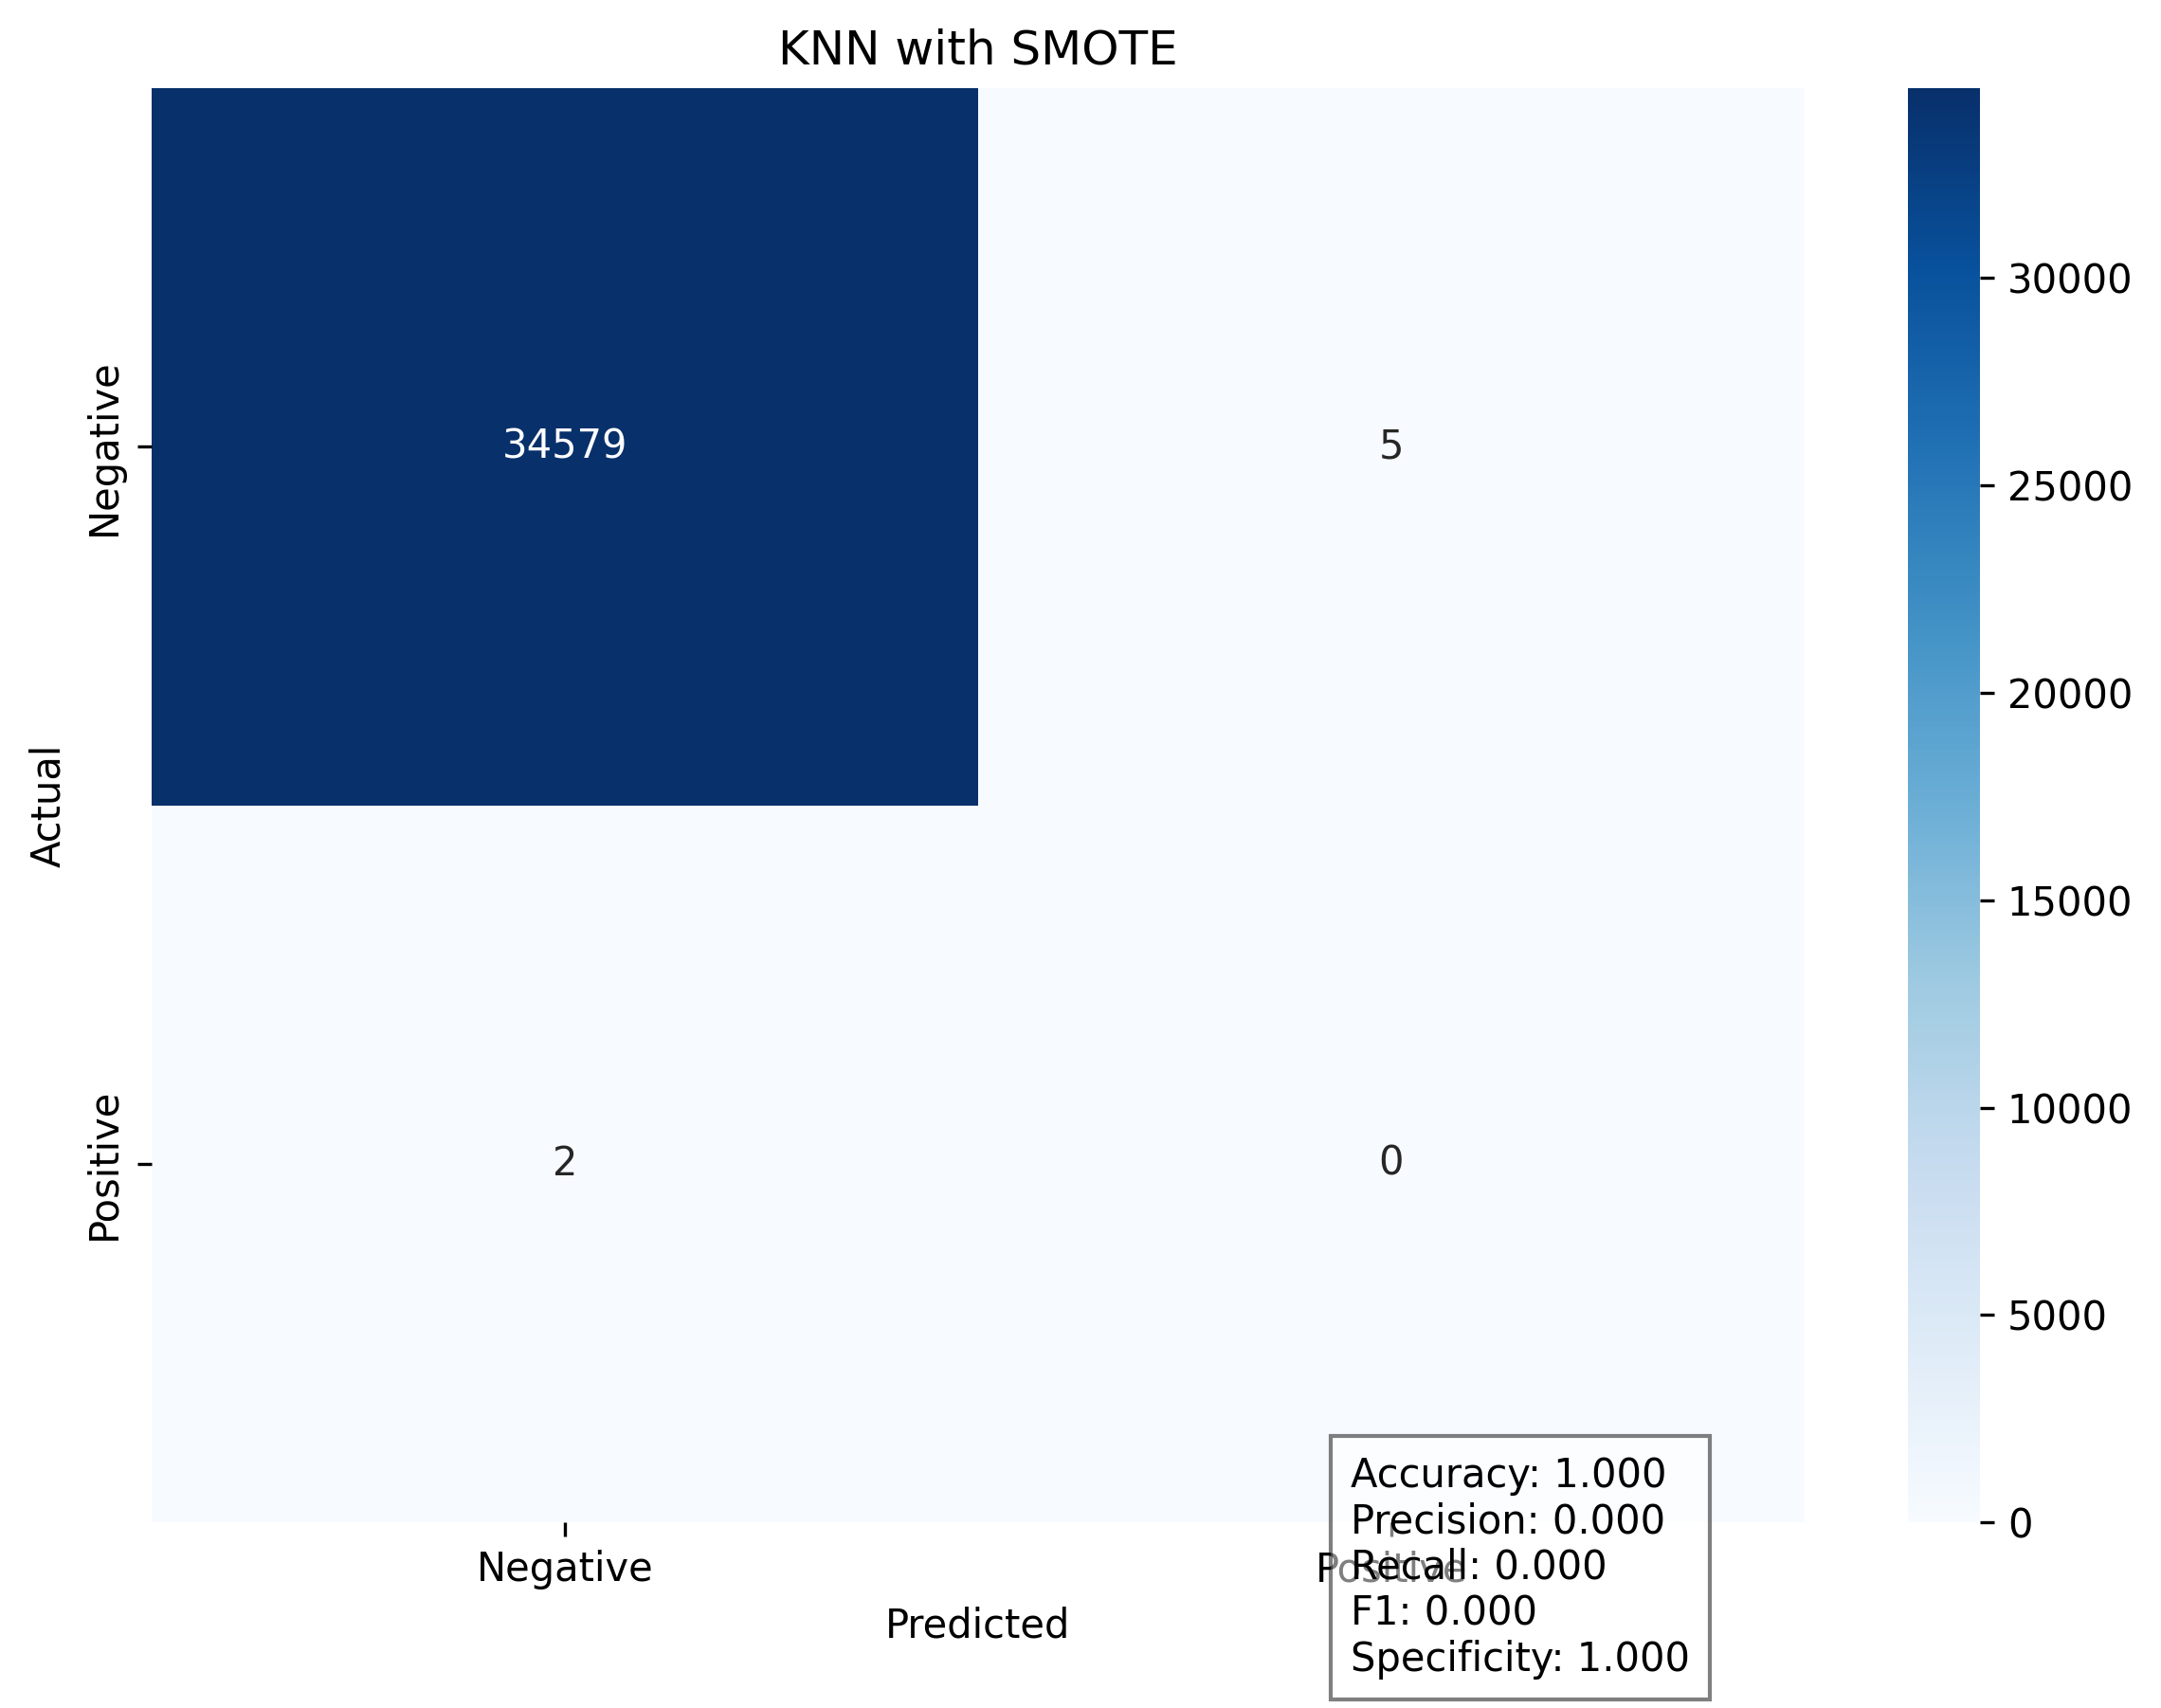 KNN with SMOTE
Actual
Negative
34579
5
Positive
2
0
Negative
Positive
Predicted
30000
25000
20000
15000
10000
5000
0
Accuracy: 1.000
Precision: 0.000
Recall: 0.000
F1: 0.000
Specificity: 1.000